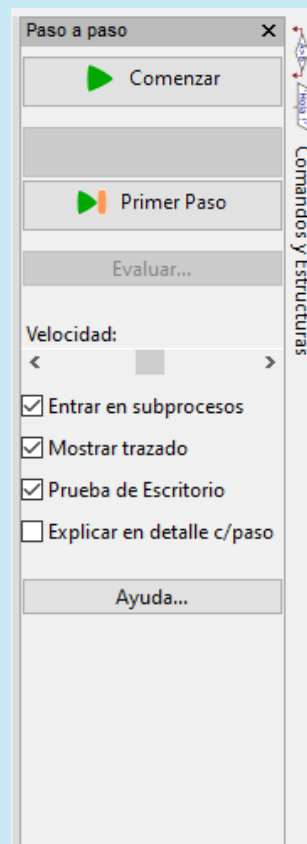 Paso a paso
Comenzar
Primer Paso
Evaluar...
Velocidad:
Entrar en subprocesos
Mostrar trazado
Prueba de Escritorio
Explicar en detalle c/paso
Ayuda...
Comandos y Estructuras